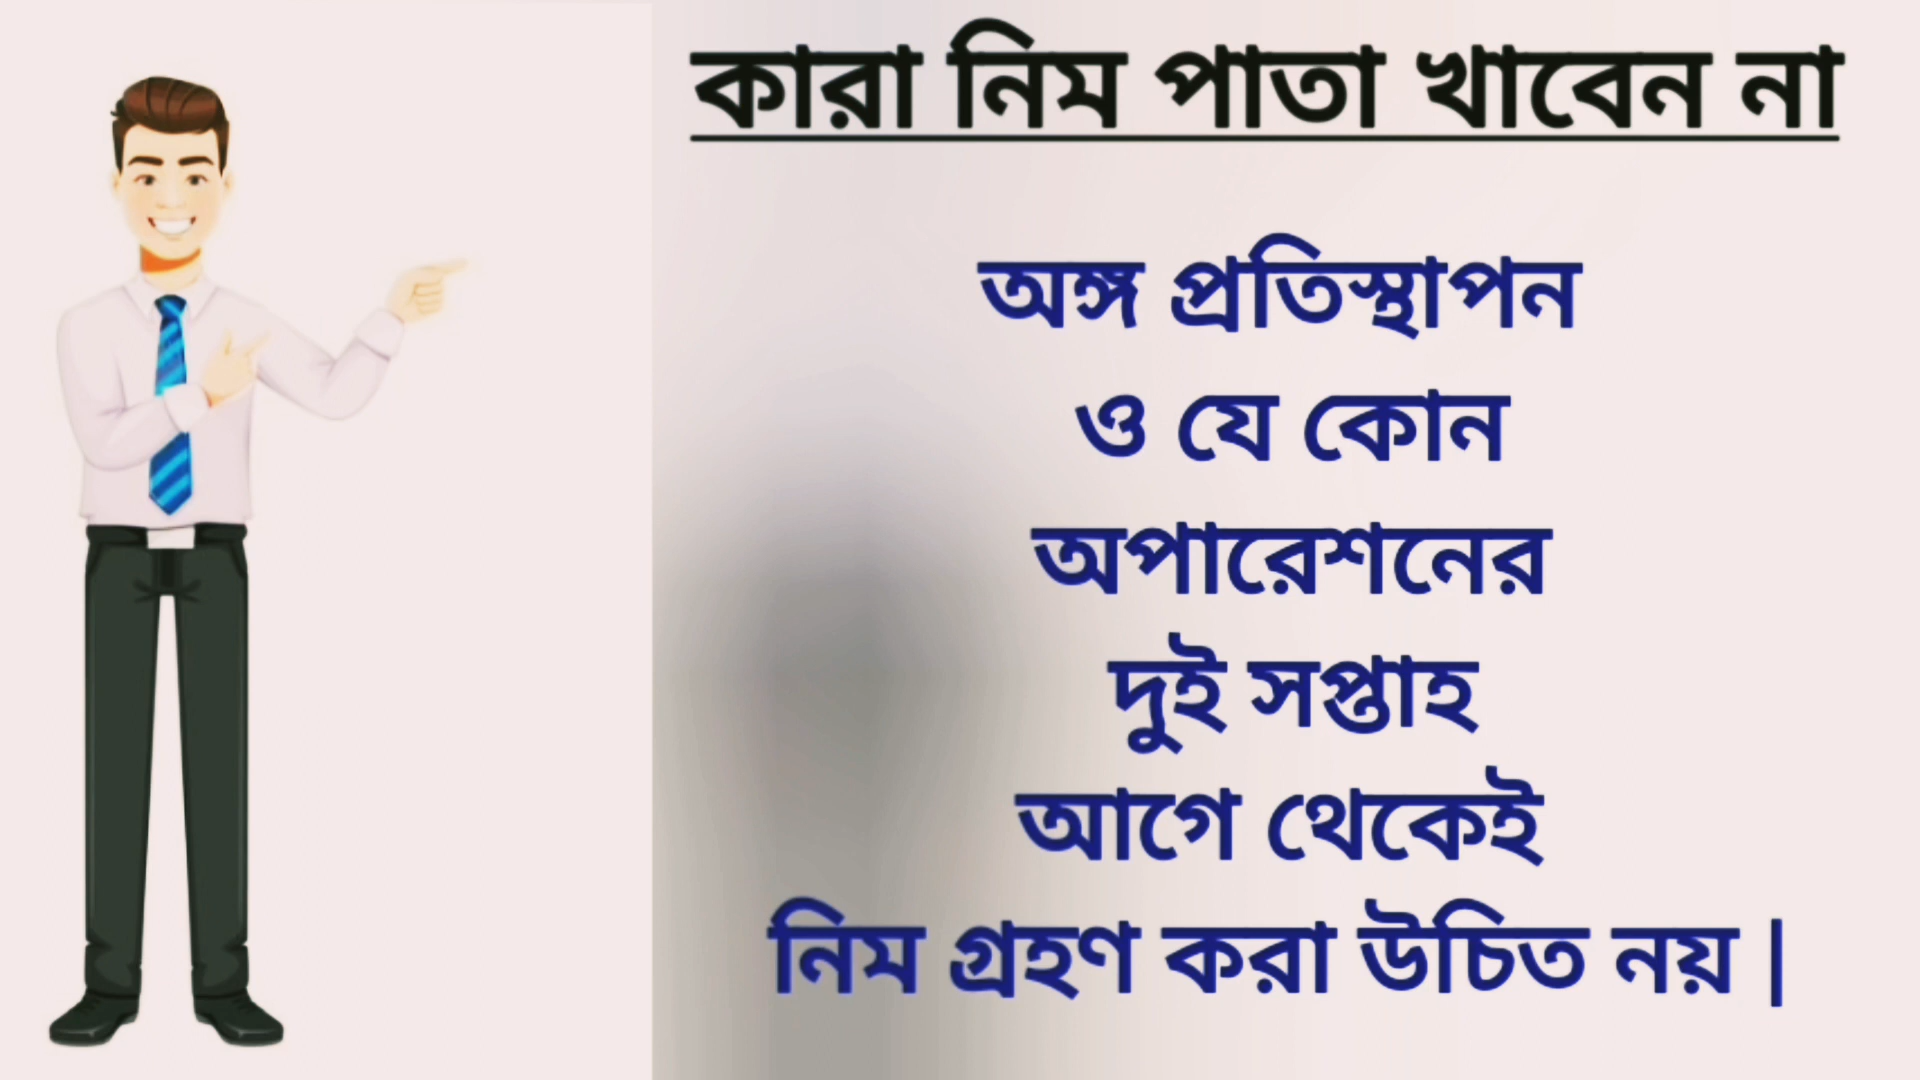 কারা নিম পাতা খাবেন না
অঙ্গ প্রতিস্থাপন
ও যে কোন
অপারেশনের
দুই সপ্তাহ
আগে থেকেই
নিম গ্রহণ করা উচিত নয় |